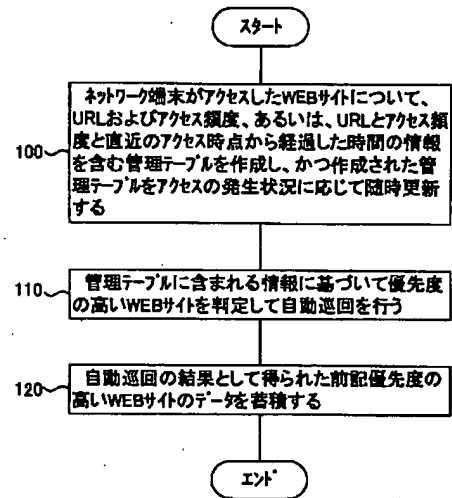 スタート
ネットワーク端末がアクセスしたWEBサイトについて、
URLおよびアクセス頻度、あるいは、URLとアクセス頻
度と直近のアクセス時点から経過した時間の情報
を含む管理テーブルを作成し、かつ作成された管
理テーブルをアクセスの発生状況に応じて随時更新
する
100
管理テーブルに含まれる情報に基づいて優先度
の高いWEBサイトを判定して自動巡回を行う
110
自動巡回の結果として得られた前記優先度の
高いWEBサイトのデータを蓄積する
120
エンド